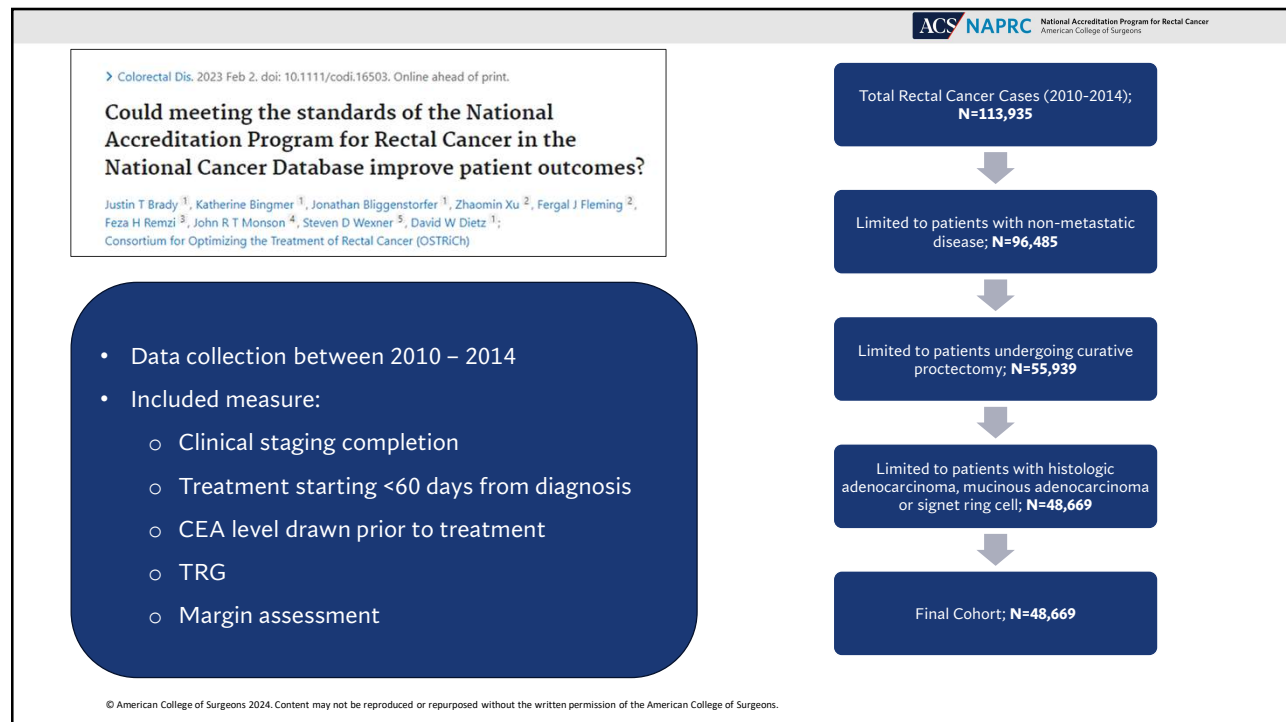 ACS NAPRC National Accreditation Program for Rectal Cancer
American College of Surgeons
> Colorectal Dis. 2023 Feb 2. doi: 10.1111/codi.16503. Online ahead of print.
Could meeting the standards of the National
Accreditation Program for Rectal Cancer in the
National Cancer Database improve patient outcomes?
Justin T Brady 1, Katherine Bingmer 1, Jonathan Bliggenstorfer 1, Zhaomin Xu 2, Fergal J Fleming 2,
Feza H Remzi 3, John R T Monson 4, Steven D Wexner 5, David W Dietz 1;
Consortium for Optimizing the Treatment of Rectal Cancer (OSTRiCh)
• Data collection between 2010 – 2014
• Included measure:
o Clinical staging completion
o Treatment starting <60 days from diagnosis
o CEA level drawn prior to treatment
o TRG
o Margin assessment
Total Rectal Cancer Cases (2010-2014);
N=113,935
Limited to patients with non-metastatic
disease; N=96,485
Limited to patients undergoing curative
proctectomy; N=55,939
Limited to patients with histologic
adenocarcinoma, mucinous adenocarcinoma
or signet ring cell; N=48,669
Final Cohort; N=48,669
© American College of Surgeons 2024. Content may not be reproduced or repurposed without the written permission of the American College of Surgeons.